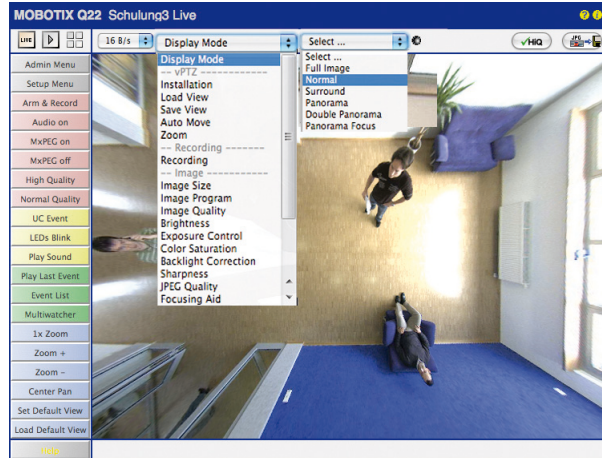 MOBOTIX Q22 Schulung3 Live
LIVE
16 B/s
Display Mode
Select ...
HiQ
JPG
Admin Menu
Setup Menu
Arm & Record
Audio on
MxPEG on
MxPEG off
High Quality
Normal Quality
UC Event
LEDs Blink
Play Sound
Play Last Event
Event List
Multiwatcher
1x Zoom
Zoom +
Zoom –
Center Pan
Set Default View
Load Default View
Display Mode
-- vPTZ ------------
Installation
Load View
Save View
Auto Move
Zoom
-- Recording -------
Recording
-- Image -----------
Image Size
Image Program
Image Quality
Brightness
Exposure Control
Color Saturation
Backlight Correction
Sharpness
JPEG Quality
Focusing Aid
Select ...
Full Image
Normal
Surround
Panorama
Double Panorama
Panorama Focus